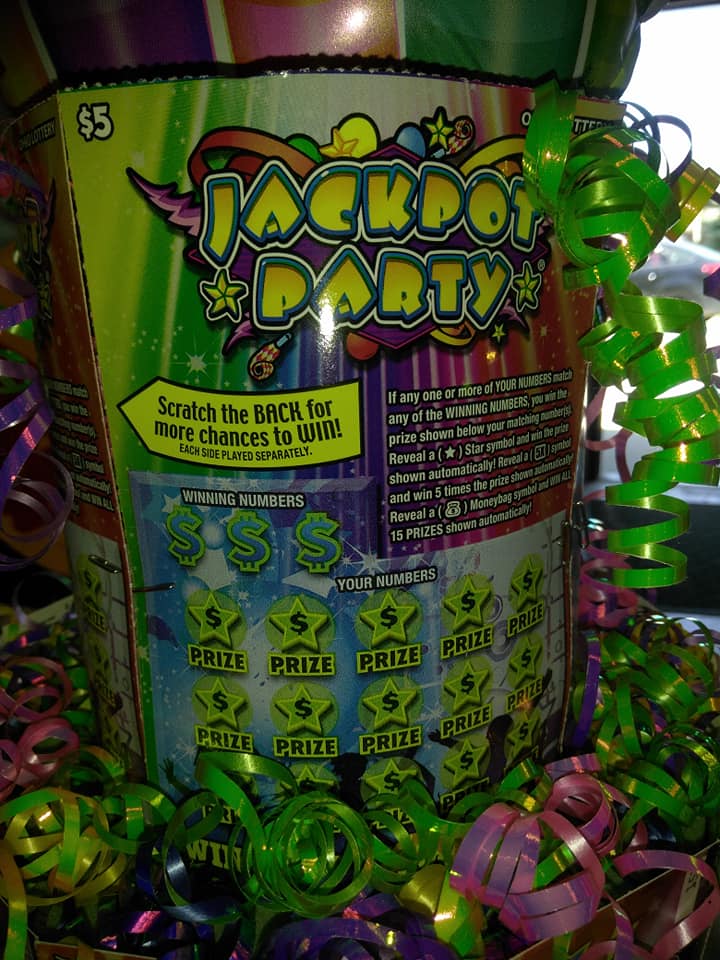 OHIO LOTTERY
$5
JACKPOT
PARTY®
Scratch the BACK for
more chances to WIN!
EACH SIDE PLAYED SEPARATELY.
If any one or more of YOUR NUMBERS match
any of the WINNING NUMBERS, you win the
prize shown below your matching number(s).
Reveal a (★) Star symbol and win the prize
shown automatically! Reveal a (5X) symbol
and win 5 times the prize shown automatically!
Reveal a ( ) Moneybag symbol and WIN ALL
15 PRIZES shown automatically!
WINNING NUMBERS
$ $ $
YOUR NUMBERS
$ $ $ $ $
PRIZE PRIZE PRIZE PRIZE PRIZE
$ $ $ $ $
PRIZE PRIZE PRIZE PRIZE PRIZE
$ $ $ $
WIN